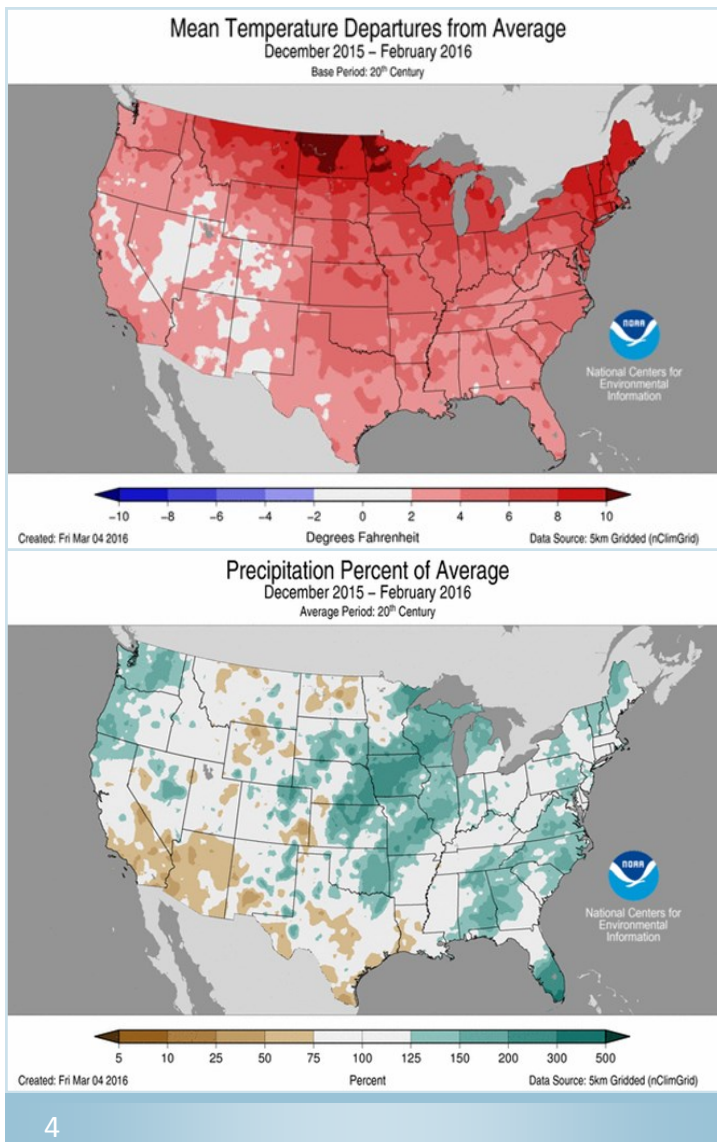 Mean Temperature Departures from Average
December 2015 – February 2016
Base Period: 20th Century
NOAA
National Centers for
Environmental
Information
-10 -8 -6 -4 -2 0 2 4 6 8 10
Created: Fri Mar 04 2016 Degrees Fahrenheit Data Source: 5km Gridded (nClimGrid)
Precipitation Percent of Average
December 2015 – February 2016
Average Period: 20th Century
NOAA
National Centers for
Environmental
Information
5 10 25 50 75 100 125 150 200 300 500
Created: Fri Mar 04 2016 Percent Data Source: 5km Gridded (nClimGrid)
4